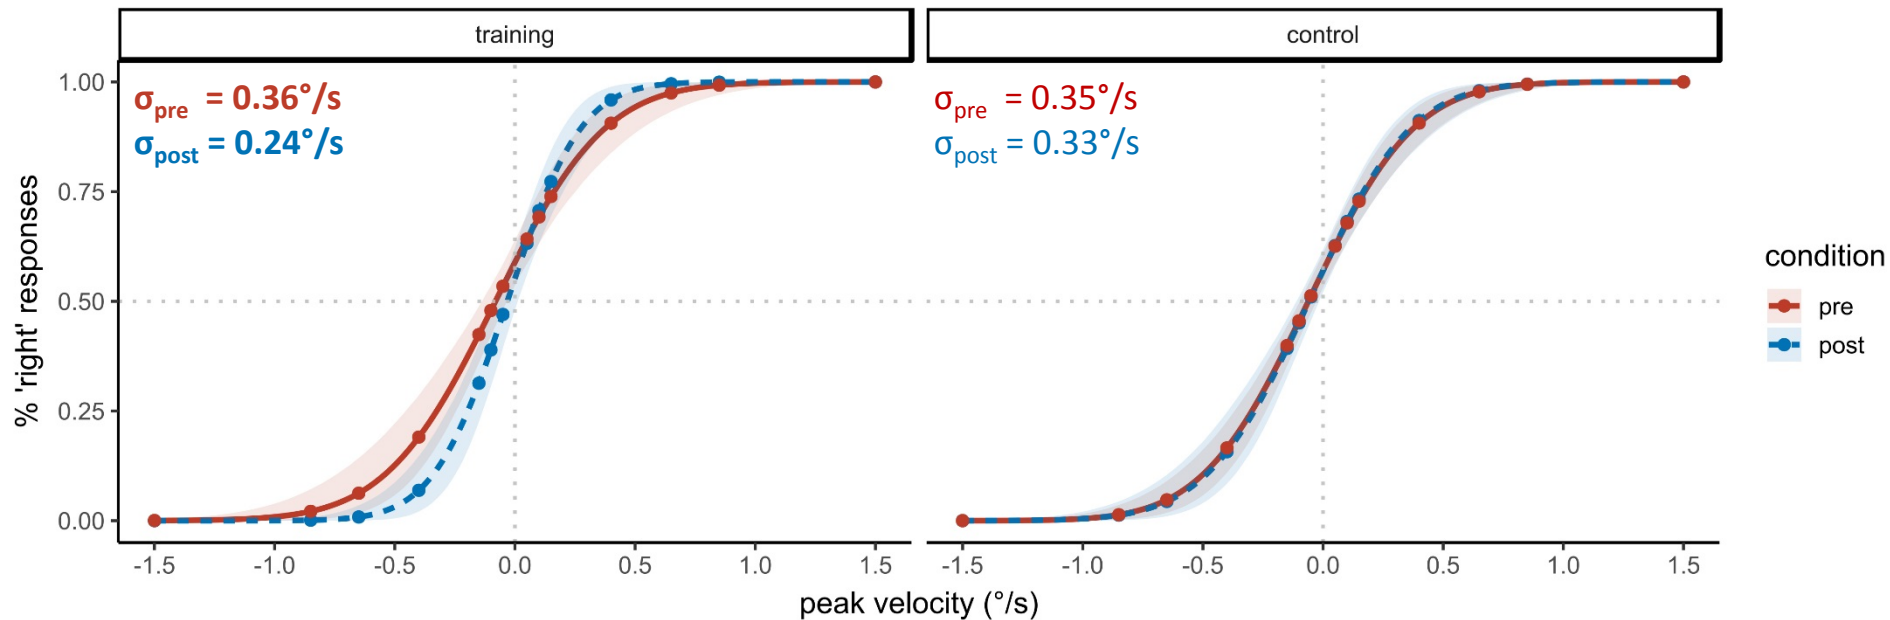 training
control
σpre = 0.36°/s
σpost = 0.24°/s
σpre = 0.35°/s
σpost = 0.33°/s
% 'right' responses
1.00
0.75
0.50
0.25
0.00
-1.5 -1.0 -0.5 0.0 0.5 1.0 1.5
-1.5 -1.0 -0.5 0.0 0.5 1.0 1.5
peak velocity (°/s)
condition
pre
post